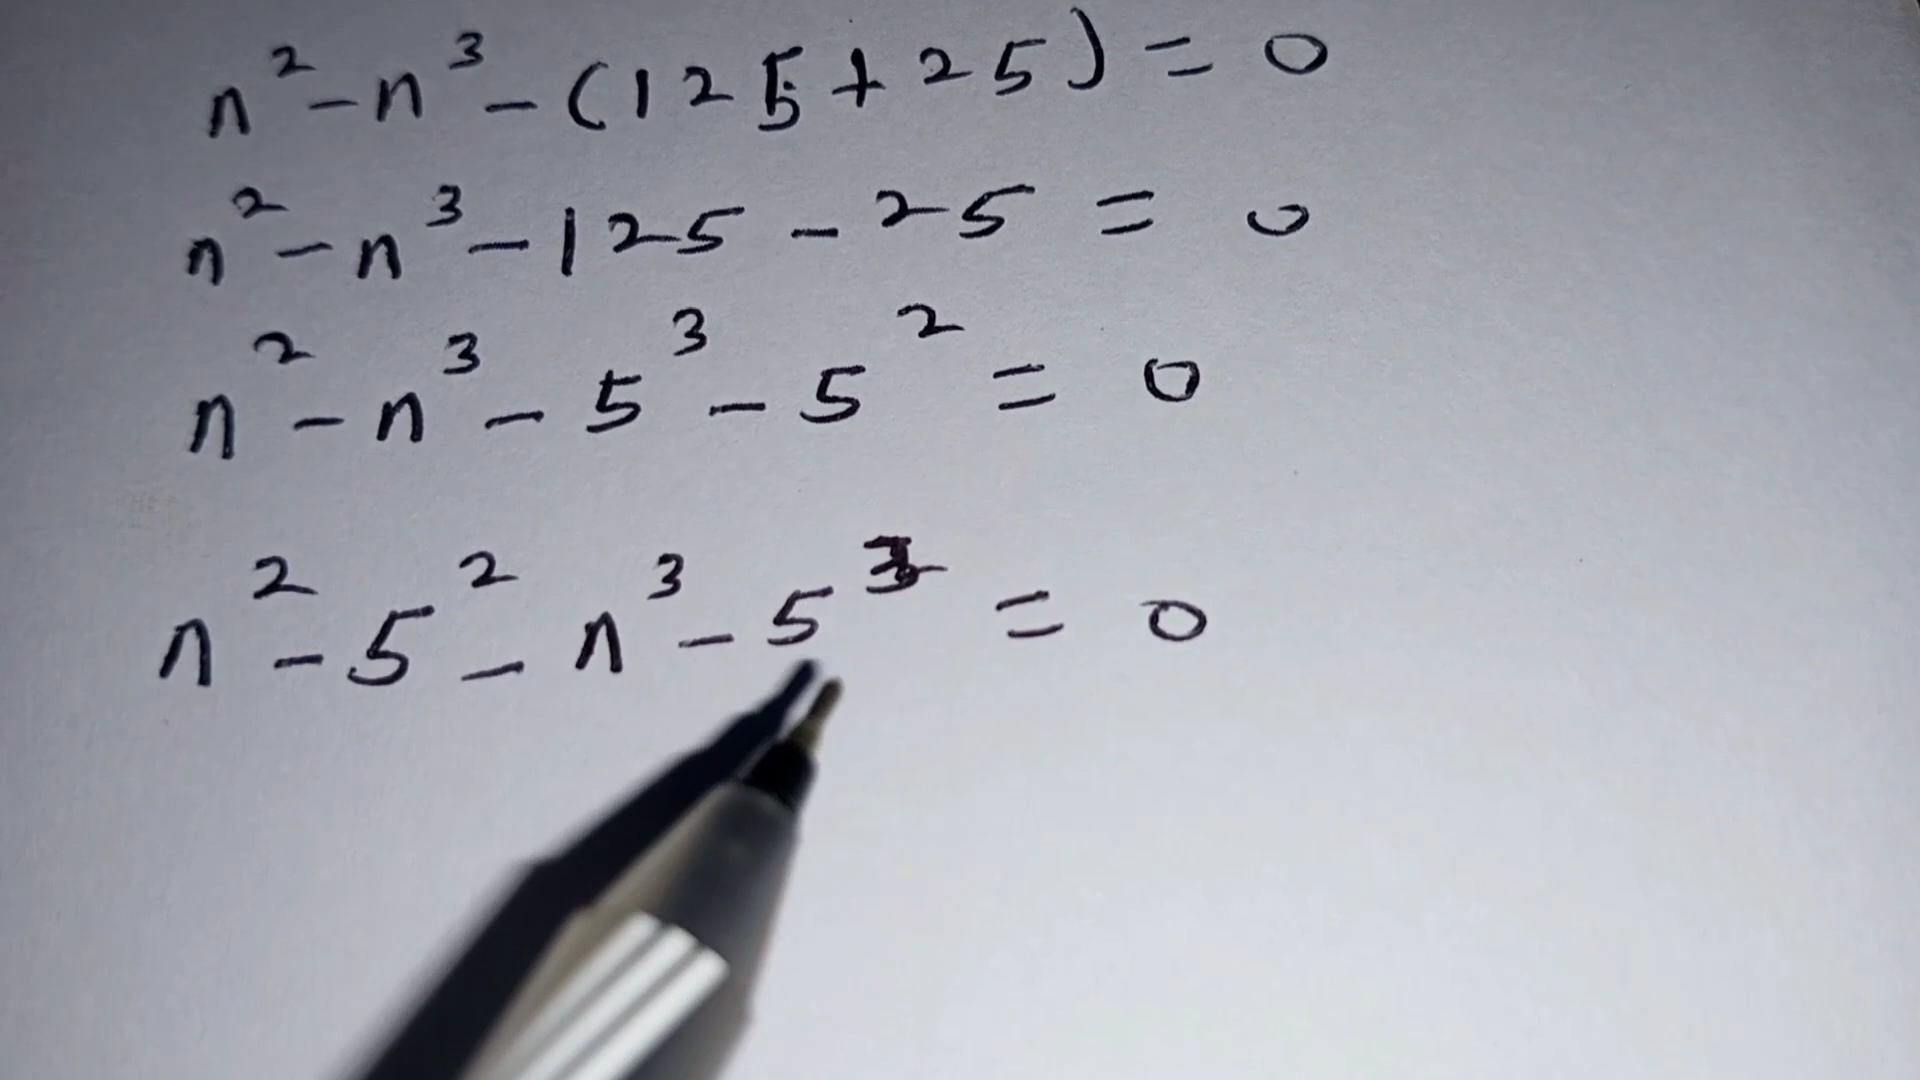 n² - n³ - (125 + 25) = 0
n² - n³ - 125 - 25 = 0
n² - n³ - 5³ - 5² = 0
n² - 5² - n³ - 5³ = 0